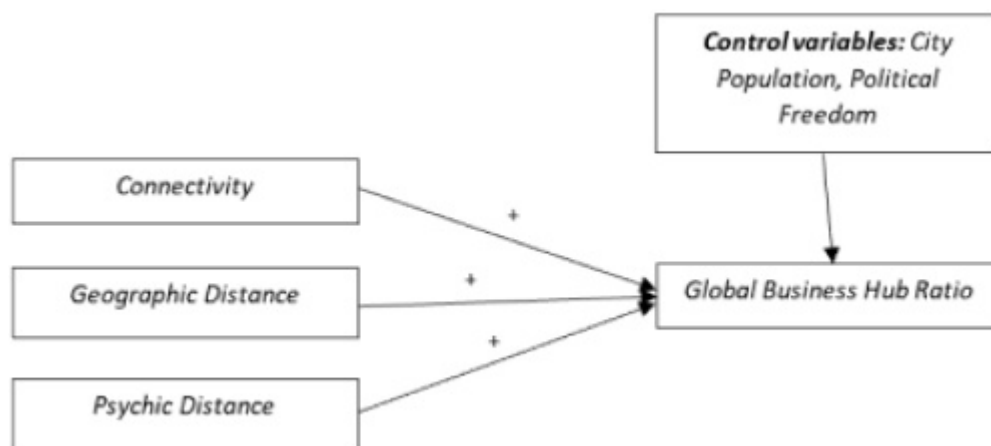 Control variables: City
Population, Political
Freedom
Connectivity
+
Geographic Distance
+
Global Business Hub Ratio
+
Psychic Distance